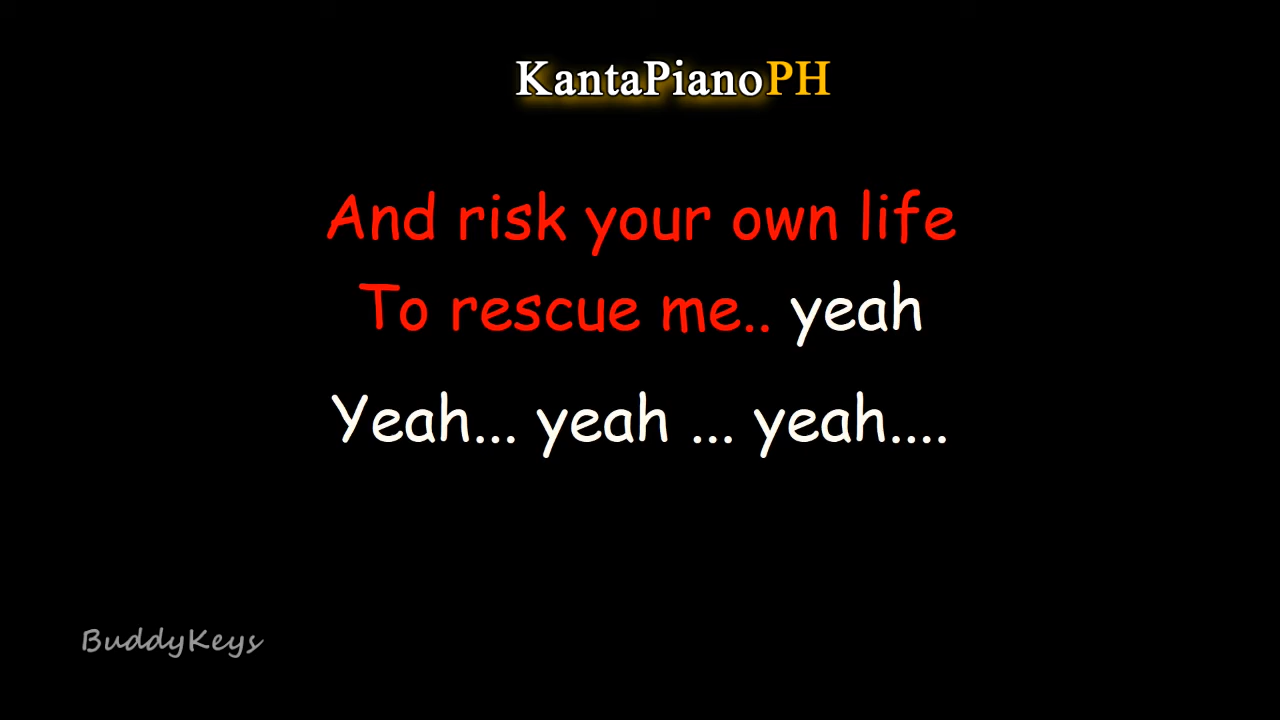 KantaPianoPH
And risk your own life
To rescue me.. yeah
Yeah... yeah ... yeah....
BuddyKeys